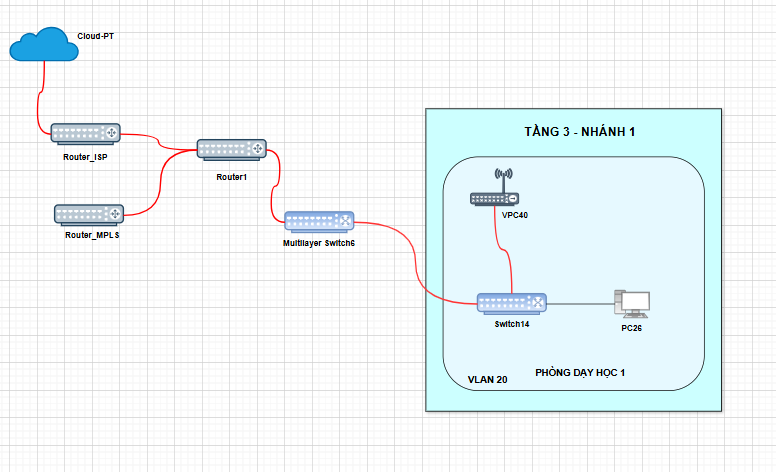 Cloud-PT
Router_ISP
Router1
Router_MPLS
Multilayer Switch6
TẦNG 3 - NHÁNH 1
VPC40
Switch14
PC26
PHÒNG DẠY HỌC 1
VLAN 20